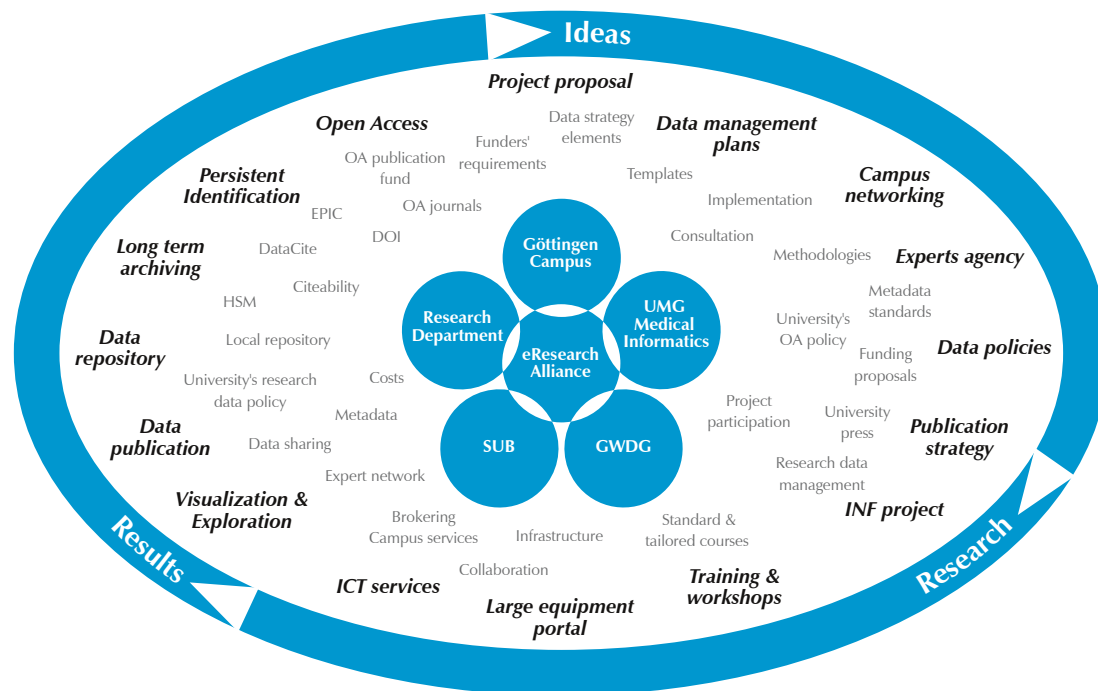 Ideas
Project proposal
Open Access
Data strategy
elements
Data management
plans
Funders'
requirements
OA publication
fund
Persistent
Identification
Templates
Campus
networking
Implementation
EPIC
OA journals
DOI
Consultation
Long term
archiving
DataCite
Göttingen
Campus
Methodologies
Experts agency
Citeability
HSM
Metadata
standards
Research
Department
UMG
Medical
Informatics
University's
OA policy
Data
repository
Local repository
eResearch
Alliance
Funding
proposals
Data policies
University's research
data policy
Costs
Metadata
Project
participation
University
press
Data
publication
Data sharing
SUB
GWDG
Publication
strategy
Expert network
Research data
management
Visualization &
Exploration
INF project
Brokering
Campus services
Infrastructure
Standard &
tailored courses
Results
Research
ICT services
Collaboration
Training &
workshops
Large equipment
portal